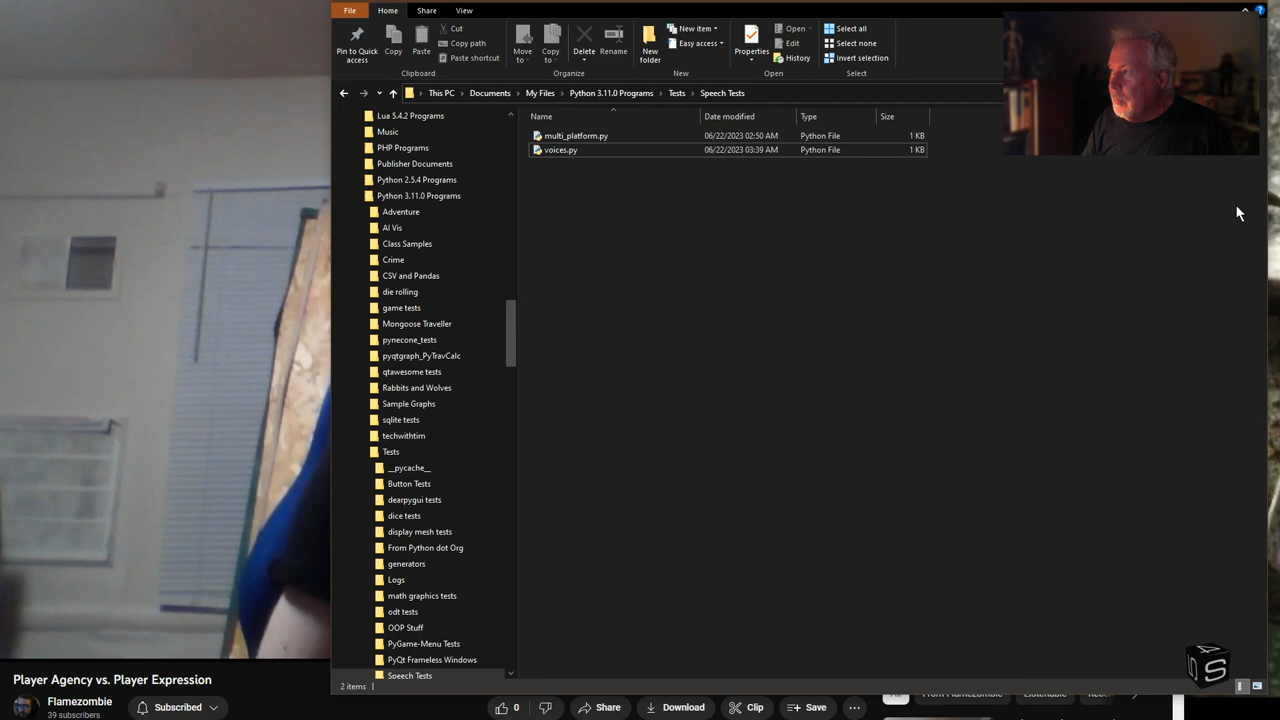 File
Home
Share
View
Pin to Quick access
Copy
Paste
Cut
Copy path
Paste shortcut
Clipboard
Move to
Copy to
Delete
Rename
Organize
New folder
New item
Easy access
New
Properties
Open
Edit
History
Open
Select all
Select none
Invert selection
Select
This PC > Documents > My Files > Python 3.11.0 Programs > Tests > Speech Tests
Name Date modified Type Size
multi_platform.py 06/22/2023 02:50 AM Python File 1 KB
voices.py 06/22/2023 03:39 AM Python File 1 KB
Lua 5.4.2 Programs
Music
PHP Programs
Publisher Documents
Python 2.5.4 Programs
Python 3.11.0 Programs
Adventure
AI Vis
Class Samples
Crime
CSV and Pandas
die rolling
game tests
Mongoose Traveller
pynecone_tests
pyqtgraph_PyTravCalc
qtawesome tests
Rabbits and Wolves
Sample Graphs
sqlite tests
techwithtim
Tests
__pycache__
Button Tests
dearpygui tests
dice tests
display mesh tests
From Python dot Org
generators
Logs
math graphics tests
odt tests
OOP Stuff
PyGame-Menu Tests
PyQt Frameless Windows
Speech Tests
2 items
Player Agency vs. Player Expression
Flamezombie
39 subscribers
Subscribed
0
Share
Download
Clip
Save